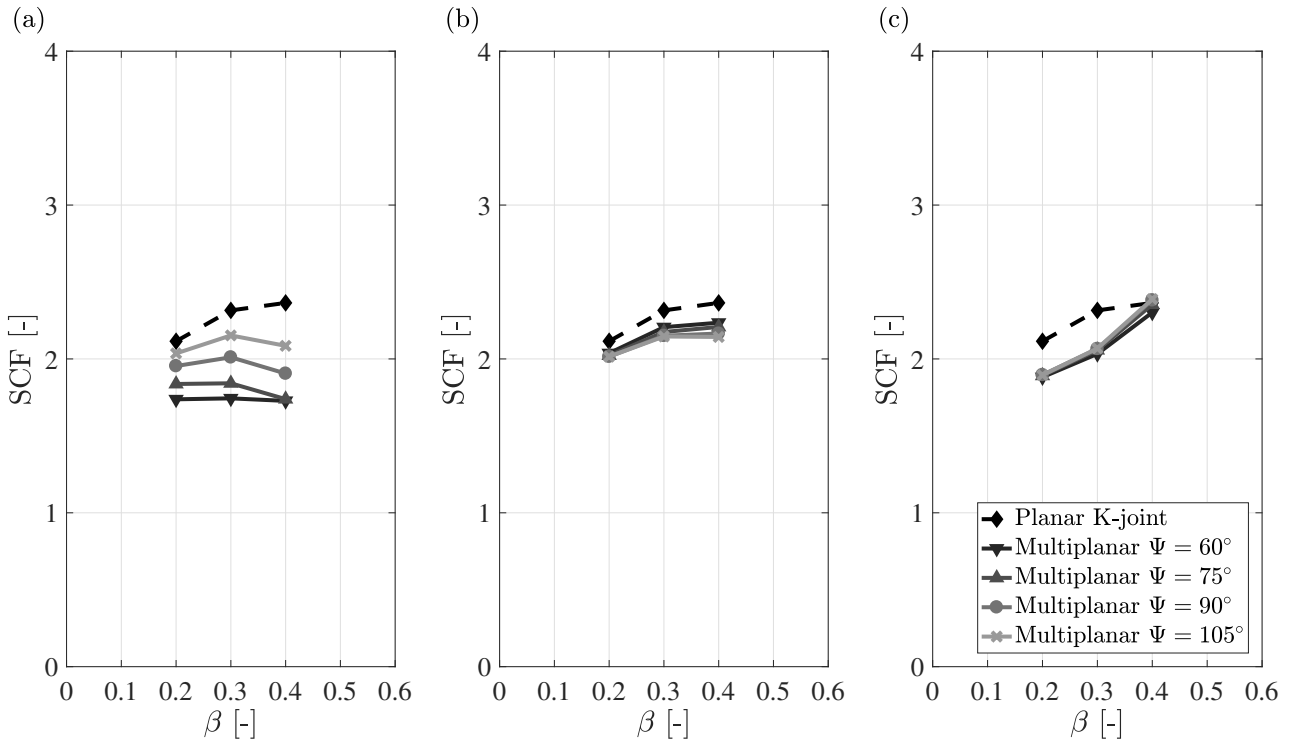 (a)
4
3
2
1
0
SCF [-]
0 0.1 0.2 0.3 0.4 0.5 0.6
β [-]
(b)
4
3
2
1
0
SCF [-]
0 0.1 0.2 0.3 0.4 0.5 0.6
β [-]
(c)
4
3
2
1
0
SCF [-]
0 0.1 0.2 0.3 0.4 0.5 0.6
β [-]
Planar K-joint
Multiplanar Ψ = 60°
Multiplanar Ψ = 75°
Multiplanar Ψ = 90°
Multiplanar Ψ = 105°